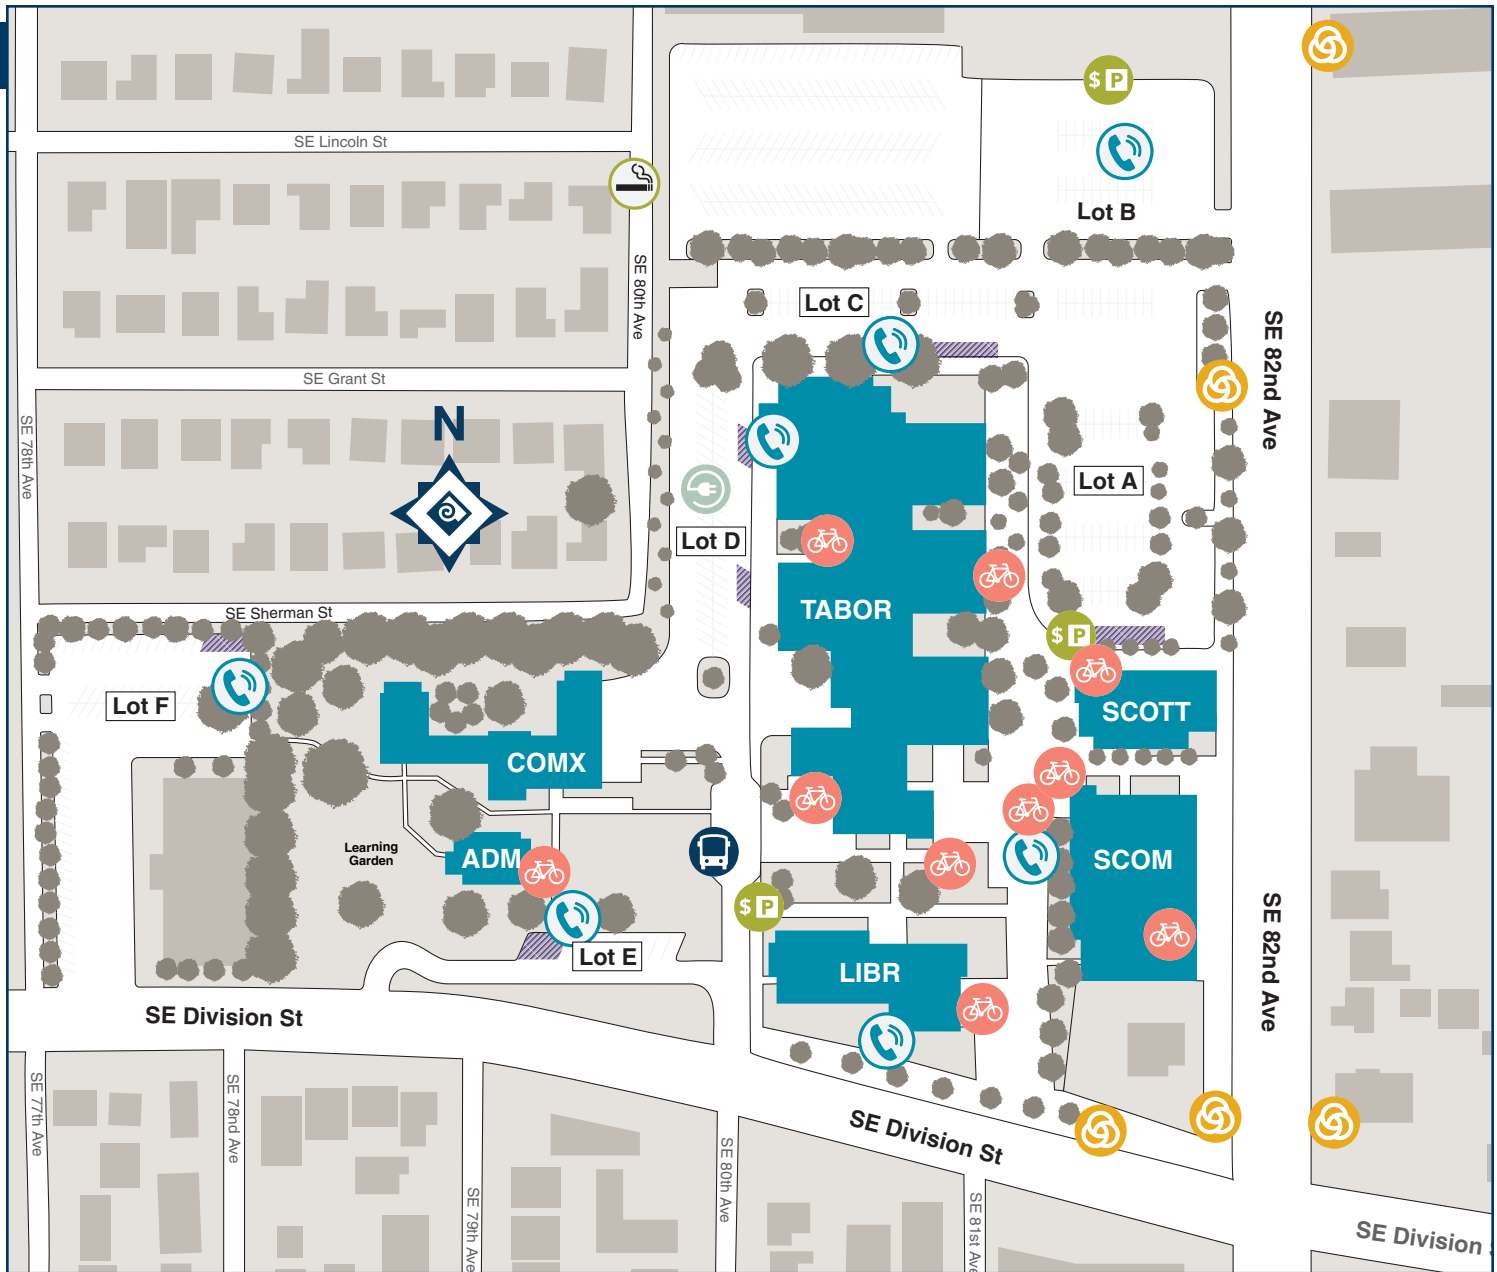 SE Lincoln St
$ P
Lot B
SE 80th Ave
Lot C
SE 82nd Ave
SE Grant St
SE 78th Ave
N
Lot A
Lot D
TABOR
SE Sherman St
$ P
Lot F
SCOTT
COMX
Learning
Garden
ADM
SCOM
$ P
Lot E
LIBR
SE 82nd Ave
SE Division St
SE 77th Ave
SE 78nd Ave
SE 79th Ave
SE 80th Ave
SE Division St
SE 81st Ave
SE Division S